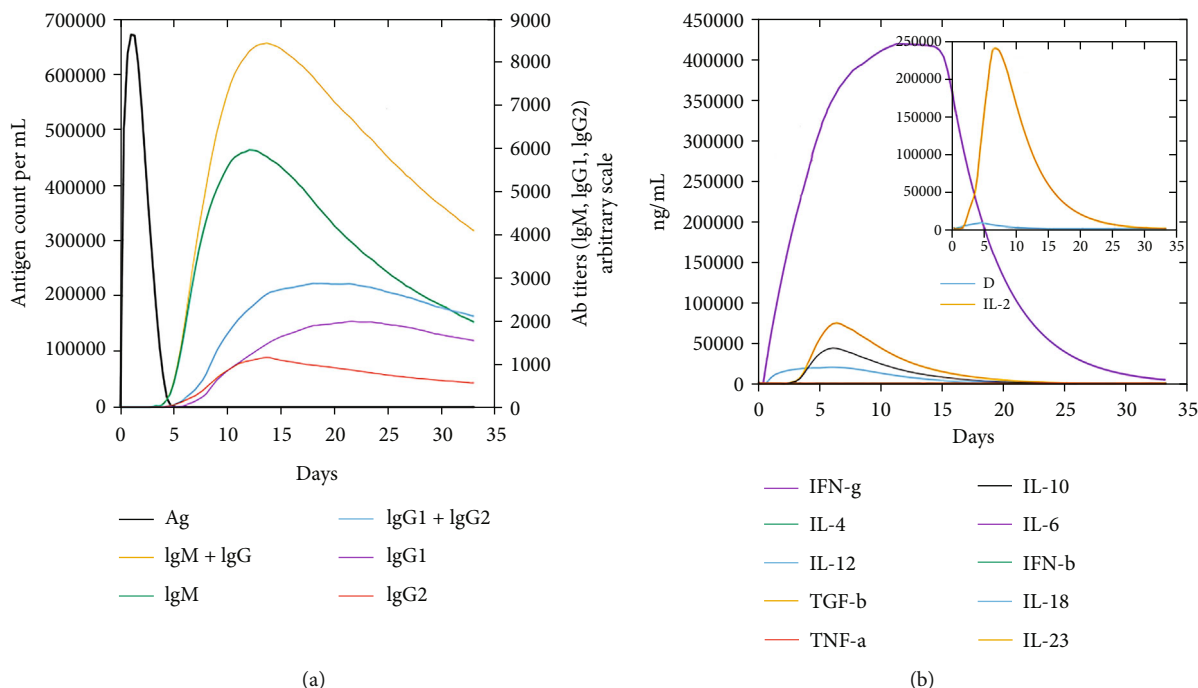 700000
600000
500000
400000
300000
200000
100000
0
Antigen count per mL
9000
8000
7000
6000
5000
4000
3000
2000
1000
0
Ab titers (lgM, lgG1, lgG2)
arbitrary scale
0 5 10 15 20 25 30 35
Days
Ag
lgM + lgG
lgM
lgG1 + lgG2
lgG1
lgG2
(a)
450000
400000
350000
300000
250000
200000
150000
100000
50000
0
ng/mL
250000
200000
150000
100000
50000
0
0 5 10 15 20 25 30 35
D
IL-2
0 5 10 15 20 25 30 35
Days
IFN-g
IL-4
IL-12
TGF-b
TNF-a
IL-10
IL-6
IFN-b
IL-18
IL-23
(b)